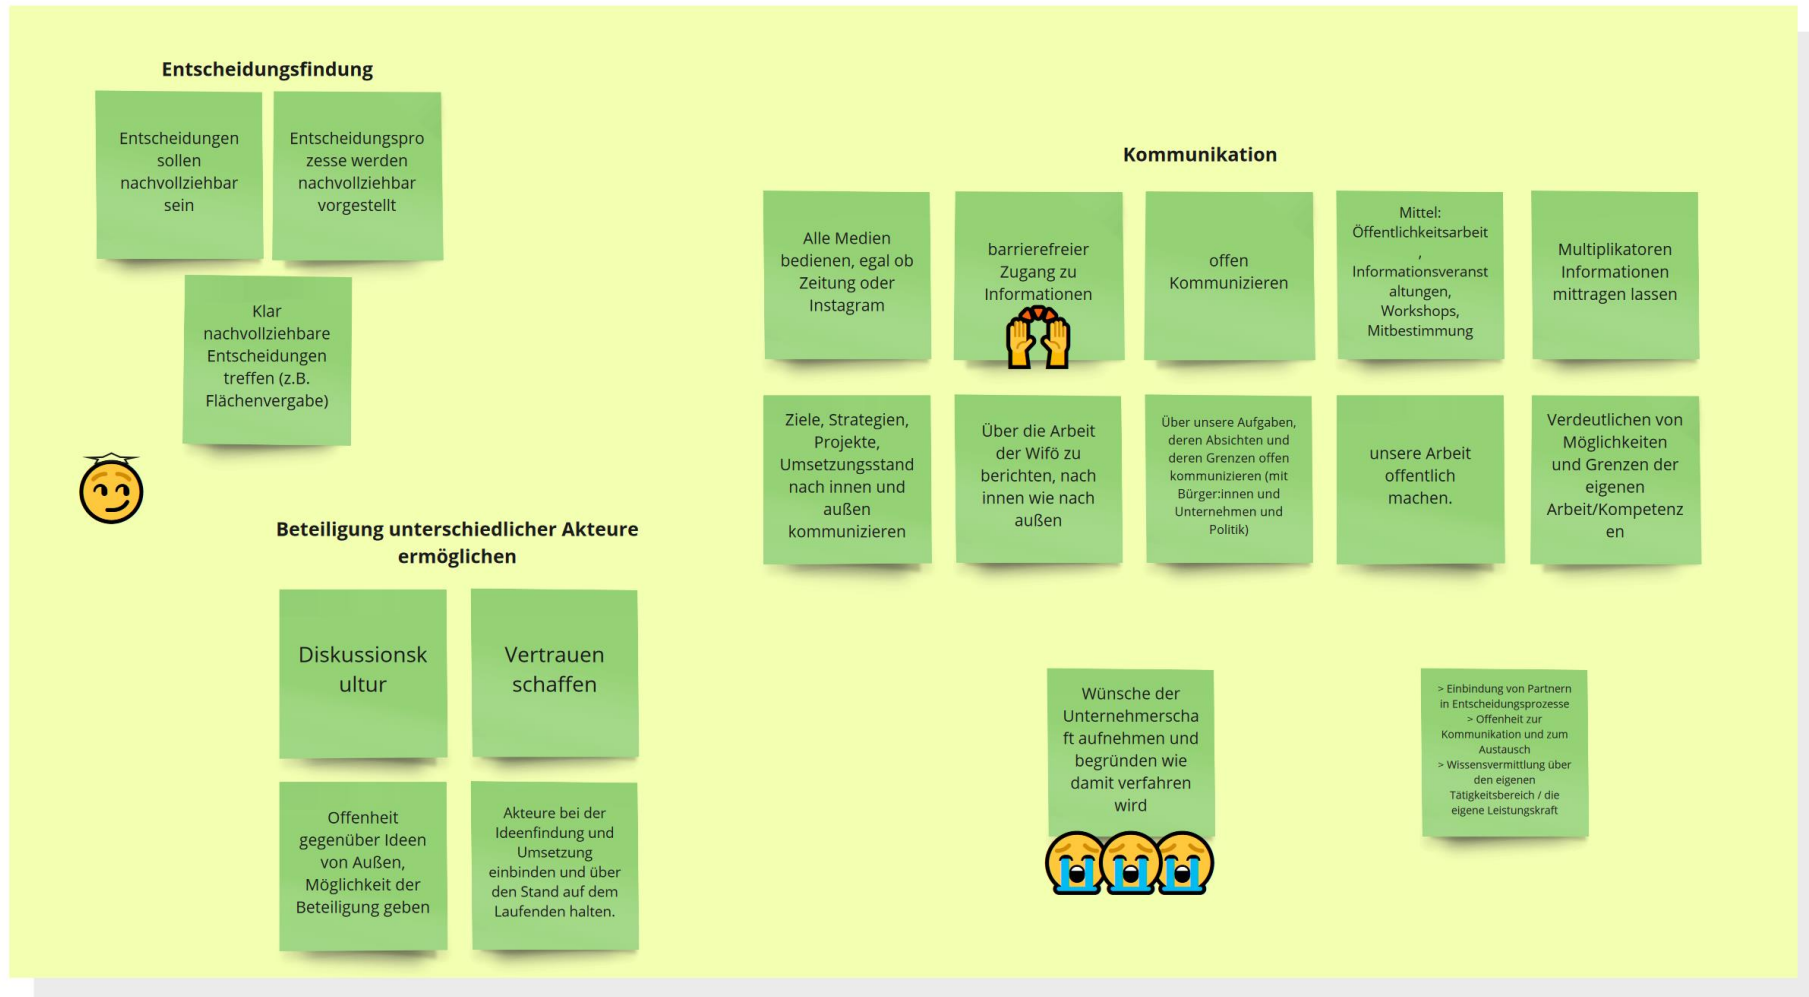 Entscheidungsfindung
Entscheidungen
sollen
nachvollziehbar
sein
Entscheidungspro
zesse werden
nachvollziehbar
vorgestellt
Klar
nachvollziehbare
Entscheidungen
treffen (z.B.
Flächenvergabe)
Beteiligung unterschiedlicher Akteure
ermöglichen
Diskussionsk
ultur
Vertrauen
schaffen
Offenheit
gegenüber Ideen
von Außen,
Möglichkeit der
Beteiligung geben
Akteure bei der
Ideenfindung und
Umsetzung
einbinden und über
den Stand auf dem
Laufenden halten.
Kommunikation
Alle Medien
bedienen, egal ob
Zeitung oder
Instagram
barrierefreier
Zugang zu
Informationen
offen
Kommunizieren
Mittel:
Öffentlichkeitsarbeit
,
Informationsveranst
altungen,
Workshops,
Mitbestimmung
Multiplikatoren
Informationen
mittragen lassen
Ziele, Strategien,
Projekte,
Umsetzungsstand
nach innen und
außen
kommunizieren
Über die Arbeit
der Wifö zu
berichten, nach
innen wie nach
außen
Über unsere Aufgaben,
deren Absichten und
deren Grenzen offen
kommunizieren (mit
Bürger:innen und
Unternehmen und
Politik)
unsere Arbeit
offentlich
machen.
Verdeutlichen von
Möglichkeiten
und Grenzen der
eigenen
Arbeit/Kompetenz
en
Wünsche der
Unternehmerscha
ft aufnehmen und
begründen wie
damit verfahren
wird
> Einbindung von Partnern
in Entscheidungsprozesse
> Offenheit zur
Kommunikation und zum
Austausch
> Wissensvermittlung über
den eigenen
Tätigkeitsbereich / die
eigene Leistungskraft